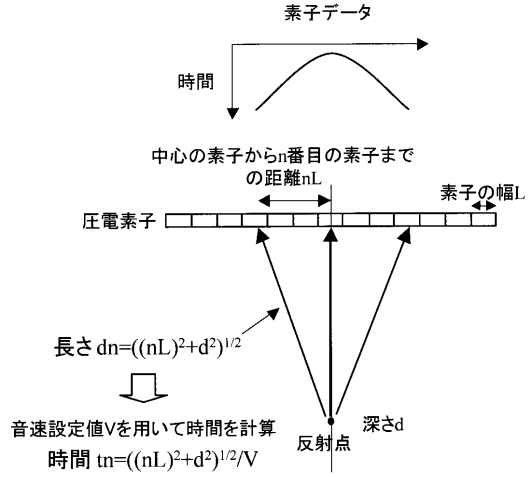 素子データ
時間
中心の素子からn番目の素子まで
の距離nL
素子の幅L
圧電素子
長さ dn=((nL)²+d²)^1/2
音速設定値Vを用いて時間を計算
時間 tn=((nL)²+d²)^1/2/V
深さd
反射点